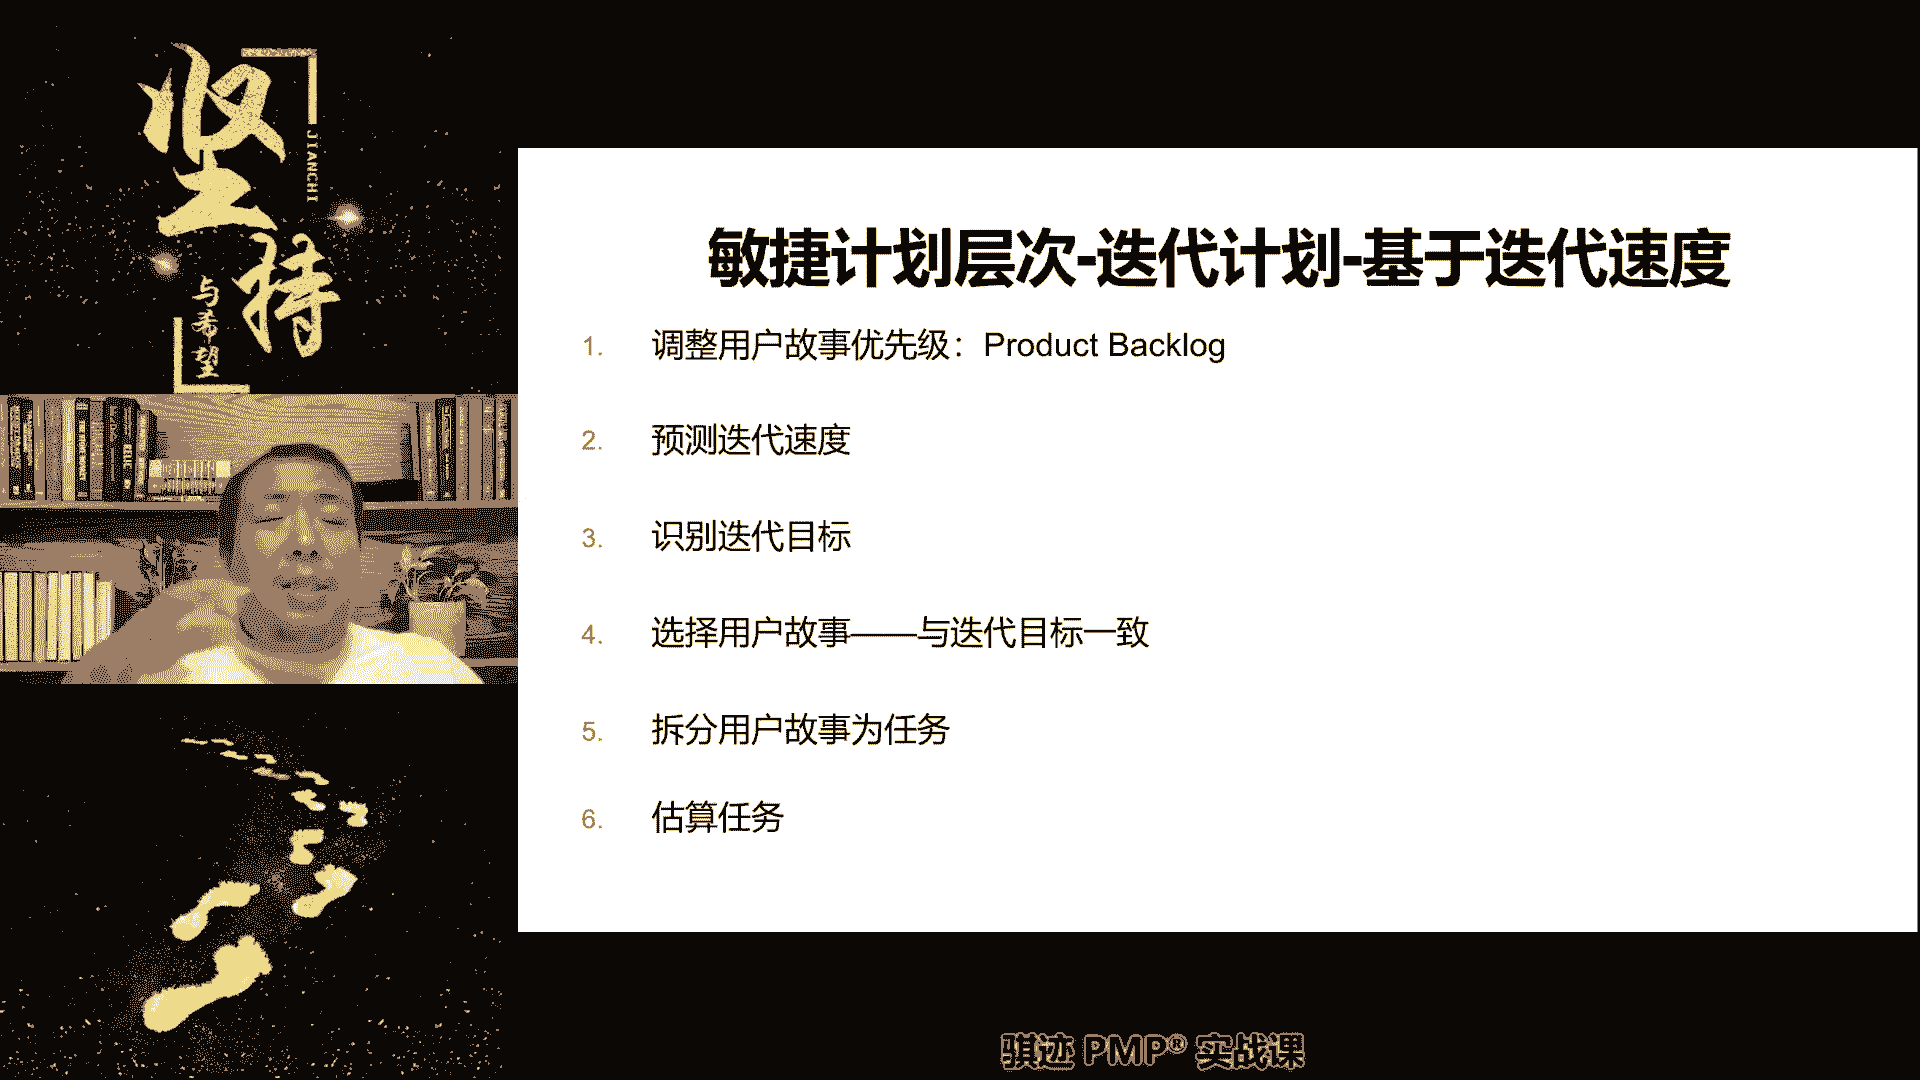 坚持
JIANCHI
与希望
敏捷计划层次-迭代计划-基于迭代速度
1. 调整用户故事优先级：Product Backlog
2. 预测迭代速度
3. 识别迭代目标
4. 选择用户故事——与迭代目标一致
5. 拆分用户故事为任务
6. 估算任务
骐迹 PMP® 实战课